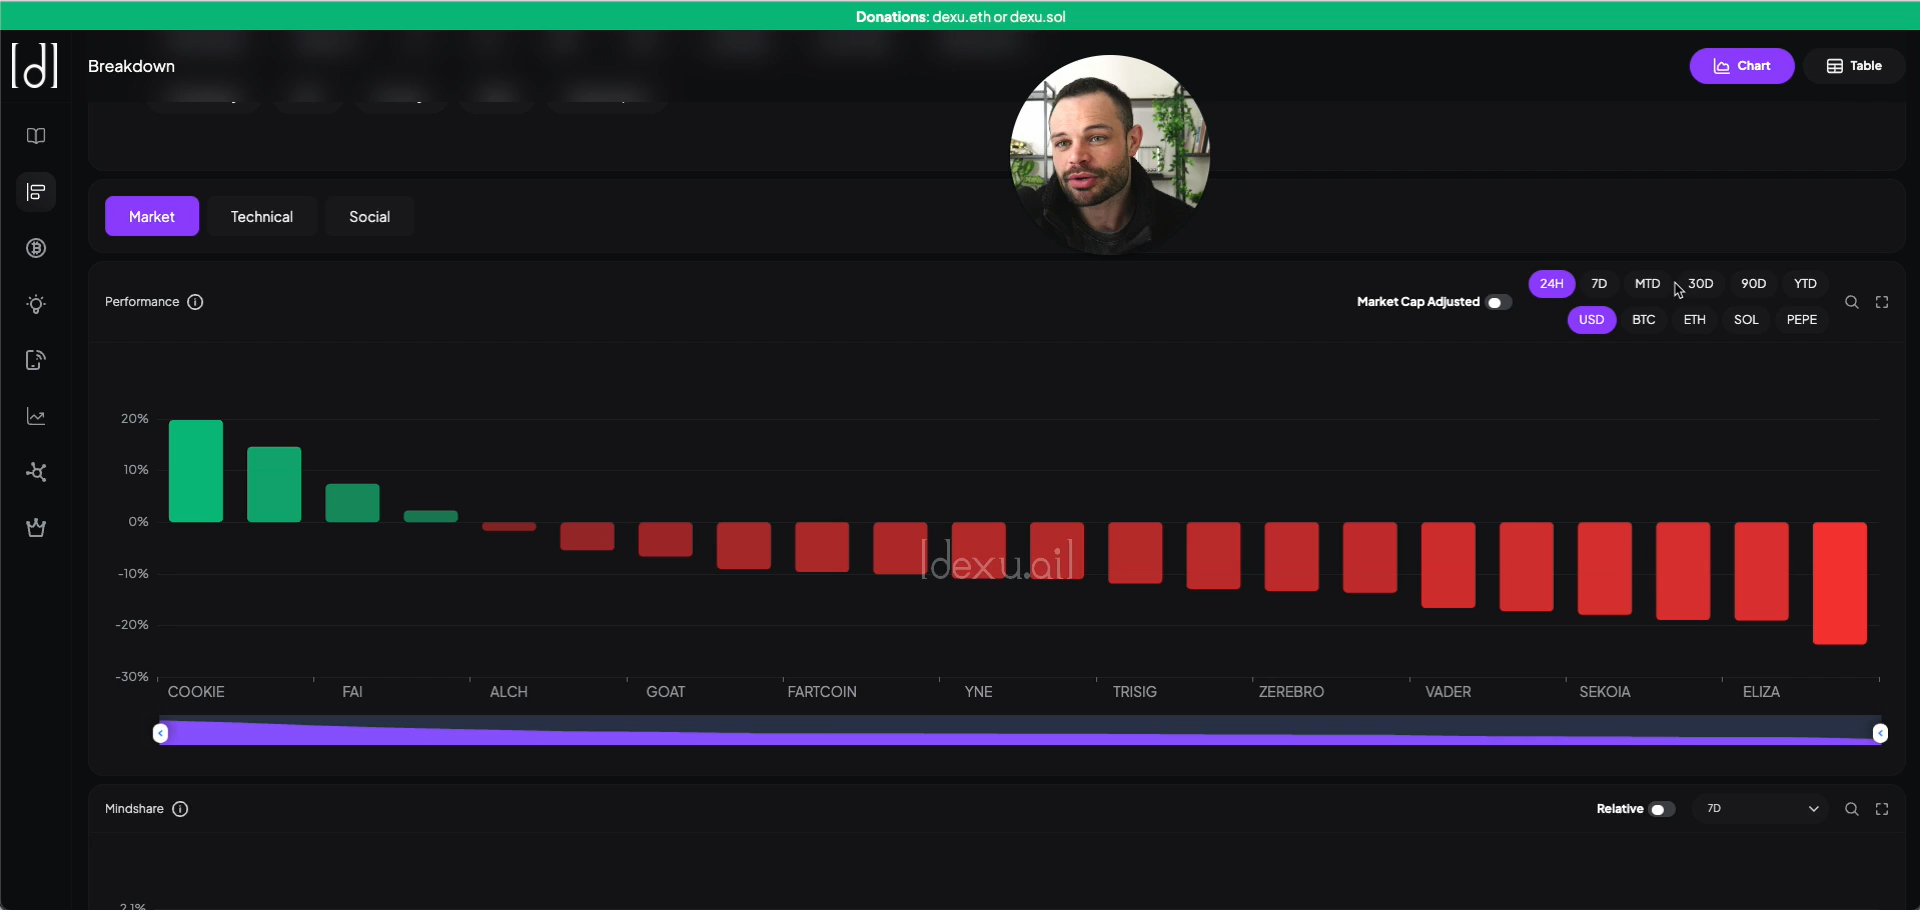 Donations: dexu.eth or dexu.sol
[d]
Breakdown
Chart
Table
Market
Technical
Social
Performance
Market Cap Adjusted
24H 7D MTD 30D 90D YTD
USD BTC ETH SOL PEPE
20%
10%
0%
-10%
-20%
-30%
[dexu.ai]
COOKIE FAI ALCH GOAT FARTCOIN YNE TRISIG ZEREBRO VADER SEKOIA ELIZA
Mindshare
Relative
7D
2.1%